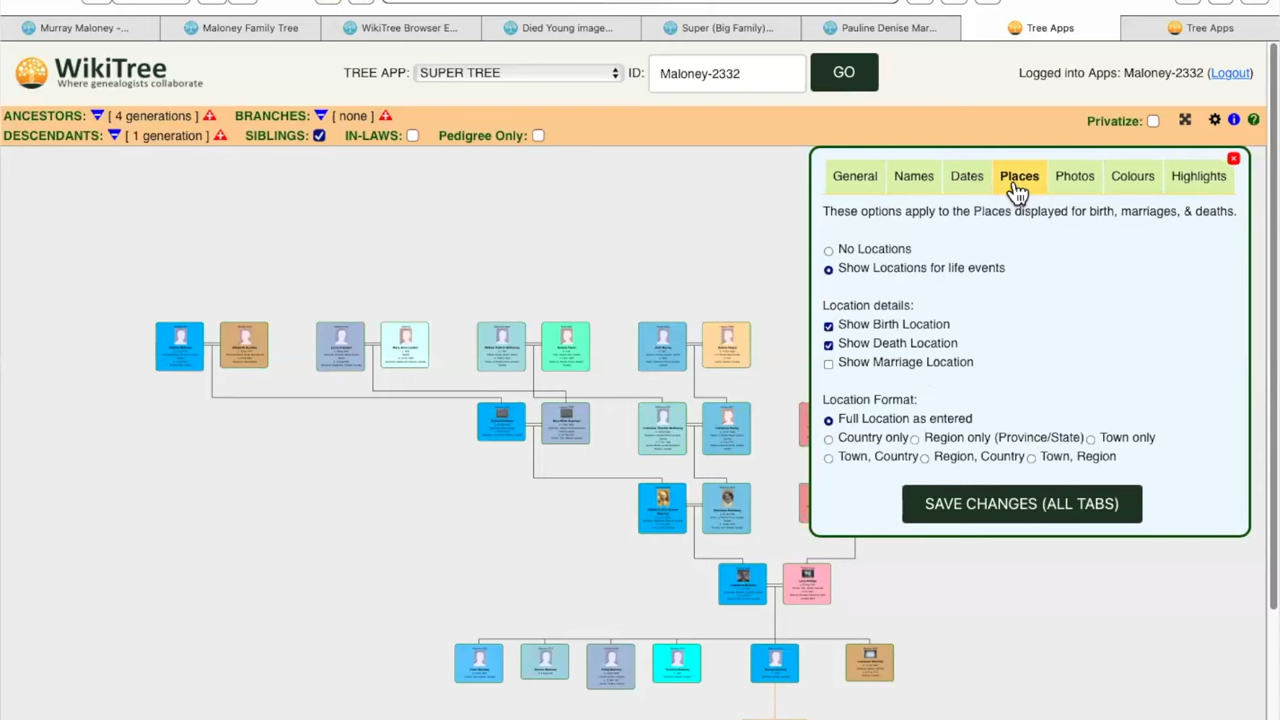 Murray Maloney -...
Maloney Family Tree
WikiTree Browser E...
Died Young image...
Super (Big Family)...
Pauline Denise Mar...
Tree Apps
Tree Apps
WikiTree
Where genealogists collaborate
TREE APP: SUPER TREE ID: Maloney-2332 GO
Logged into Apps: Maloney-2332 (Logout)
ANCESTORS: [ 4 generations ] BRANCHES: [ none ]
DESCENDANTS: [ 1 generation ] SIBLINGS: IN-LAWS: Pedigree Only:
Privatize:
General Names Dates Places Photos Colours Highlights
These options apply to the Places displayed for birth, marriages, & deaths.
No Locations
Show Locations for life events
Location details:
Show Birth Location
Show Death Location
Show Marriage Location
Location Format:
Full Location as entered
Country only Region only (Province/State) Town only
Town, Country Region, Country Town, Region
SAVE CHANGES (ALL TABS)